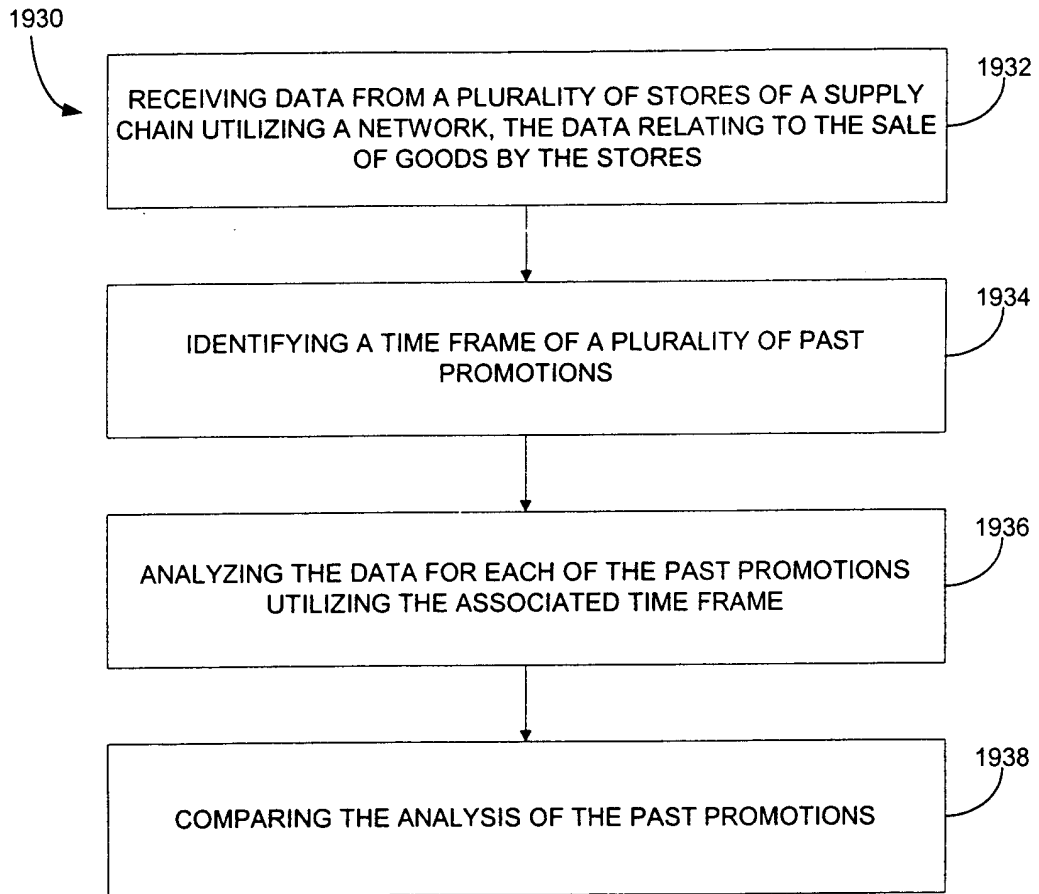 1930
1932
RECEIVING DATA FROM A PLURALITY OF STORES OF A SUPPLY
CHAIN UTILIZING A NETWORK, THE DATA RELATING TO THE SALE
OF GOODS BY THE STORES
1934
IDENTIFYING A TIME FRAME OF A PLURALITY OF PAST
PROMOTIONS
1936
ANALYZING THE DATA FOR EACH OF THE PAST PROMOTIONS
UTILIZING THE ASSOCIATED TIME FRAME
1938
COMPARING THE ANALYSIS OF THE PAST PROMOTIONS